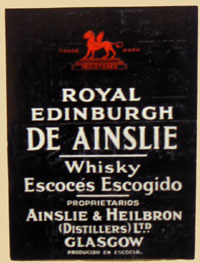 TRADE MARK
ROYAL
EDINBURGH
DE AINSLIE
Whisky
Escocés Escogido
PROPRIETARIOS
AINSLIE & HEILBRON
(DISTILLERS) LTD
GLASGOW
PRODUCIDO EN ESCOCIA.